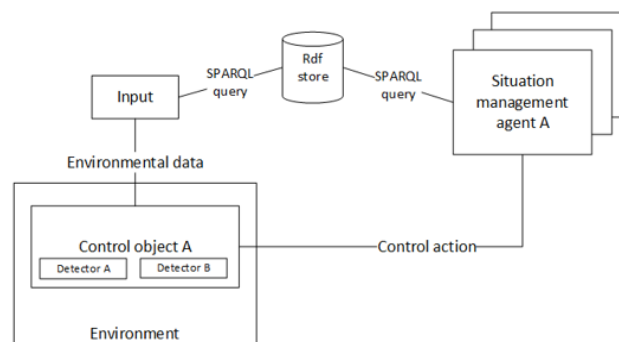 Rdf
store
SPARQL
query
SPARQL
query
Input
Situation
management
agent A
Environmental data
Control object A
Detector A
Detector B
Control action
Environment